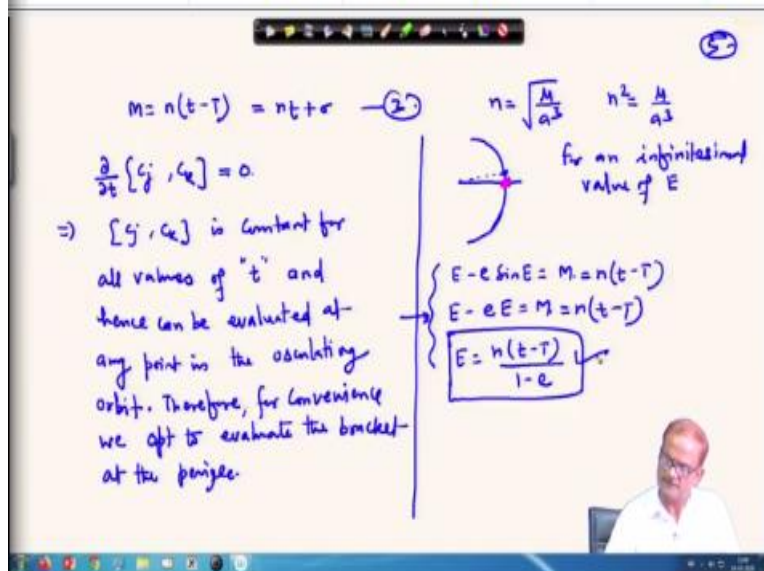 5.
M = n(t-T) = nt+σ —②
∂/∂t [Cj, Ck] = 0.
⇒ [Cj, Ck] is constant for
all values of "t" and
hence can be evaluated at
any point in the osculating
orbit. Therefore, for convenience
we opt to evaluate the bracket
at the perigee.
n = √(μ/a³) n² = μ/a³
for an infinitesimal
value of E
E - e sin E = M = n(t-T)
E - eE = M = n(t-T)
E = n(t-T)/(1-e)